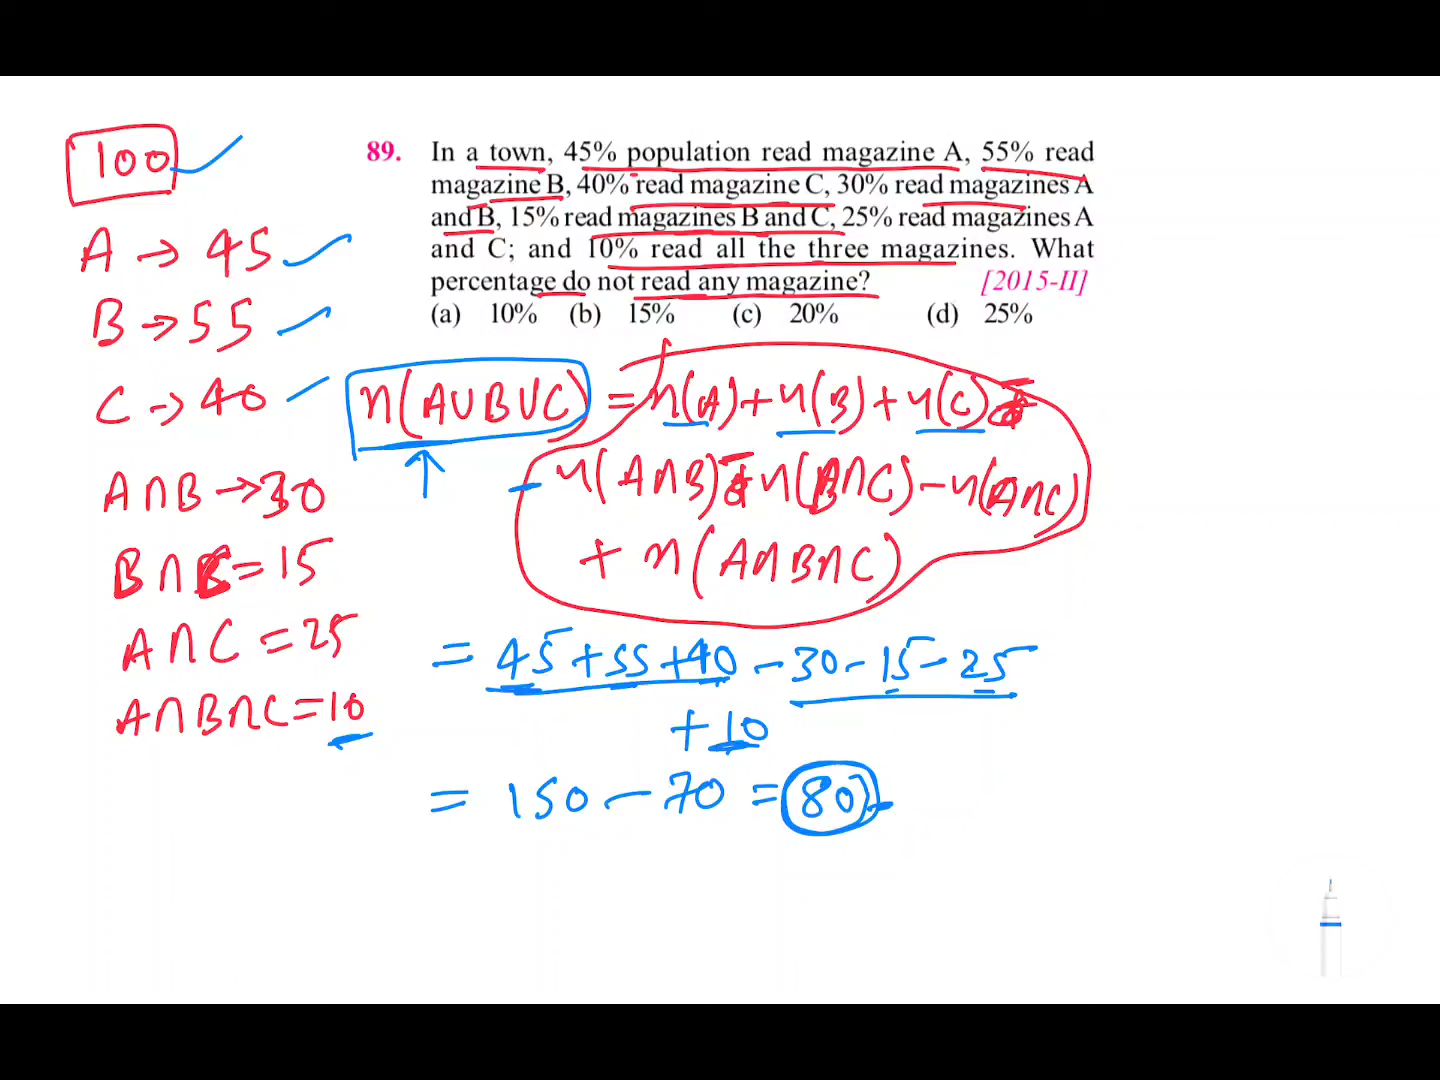 100
A → 45
B → 55
C → 40
A∩B → 30
B∩C = 15
A∩C = 25
A∩B∩C = 10
89. In a town, 45% population read magazine A, 55% read
magazine B, 40% read magazine C, 30% read magazines A
and B, 15% read magazines B and C, 25% read magazines A
and C; and 10% read all the three magazines. What
percentage do not read any magazine? [2015-II]
(a) 10% (b) 15% (c) 20% (d) 25%
n(A∪B∪C) = n(A) + n(B) + n(C)
- n(A∩B) - n(B∩C) - n(A∩C)
+ n(A∩B∩C)
= 45 + 55 + 40 - 30 - 15 - 25
+ 10
= 150 - 70 = 80